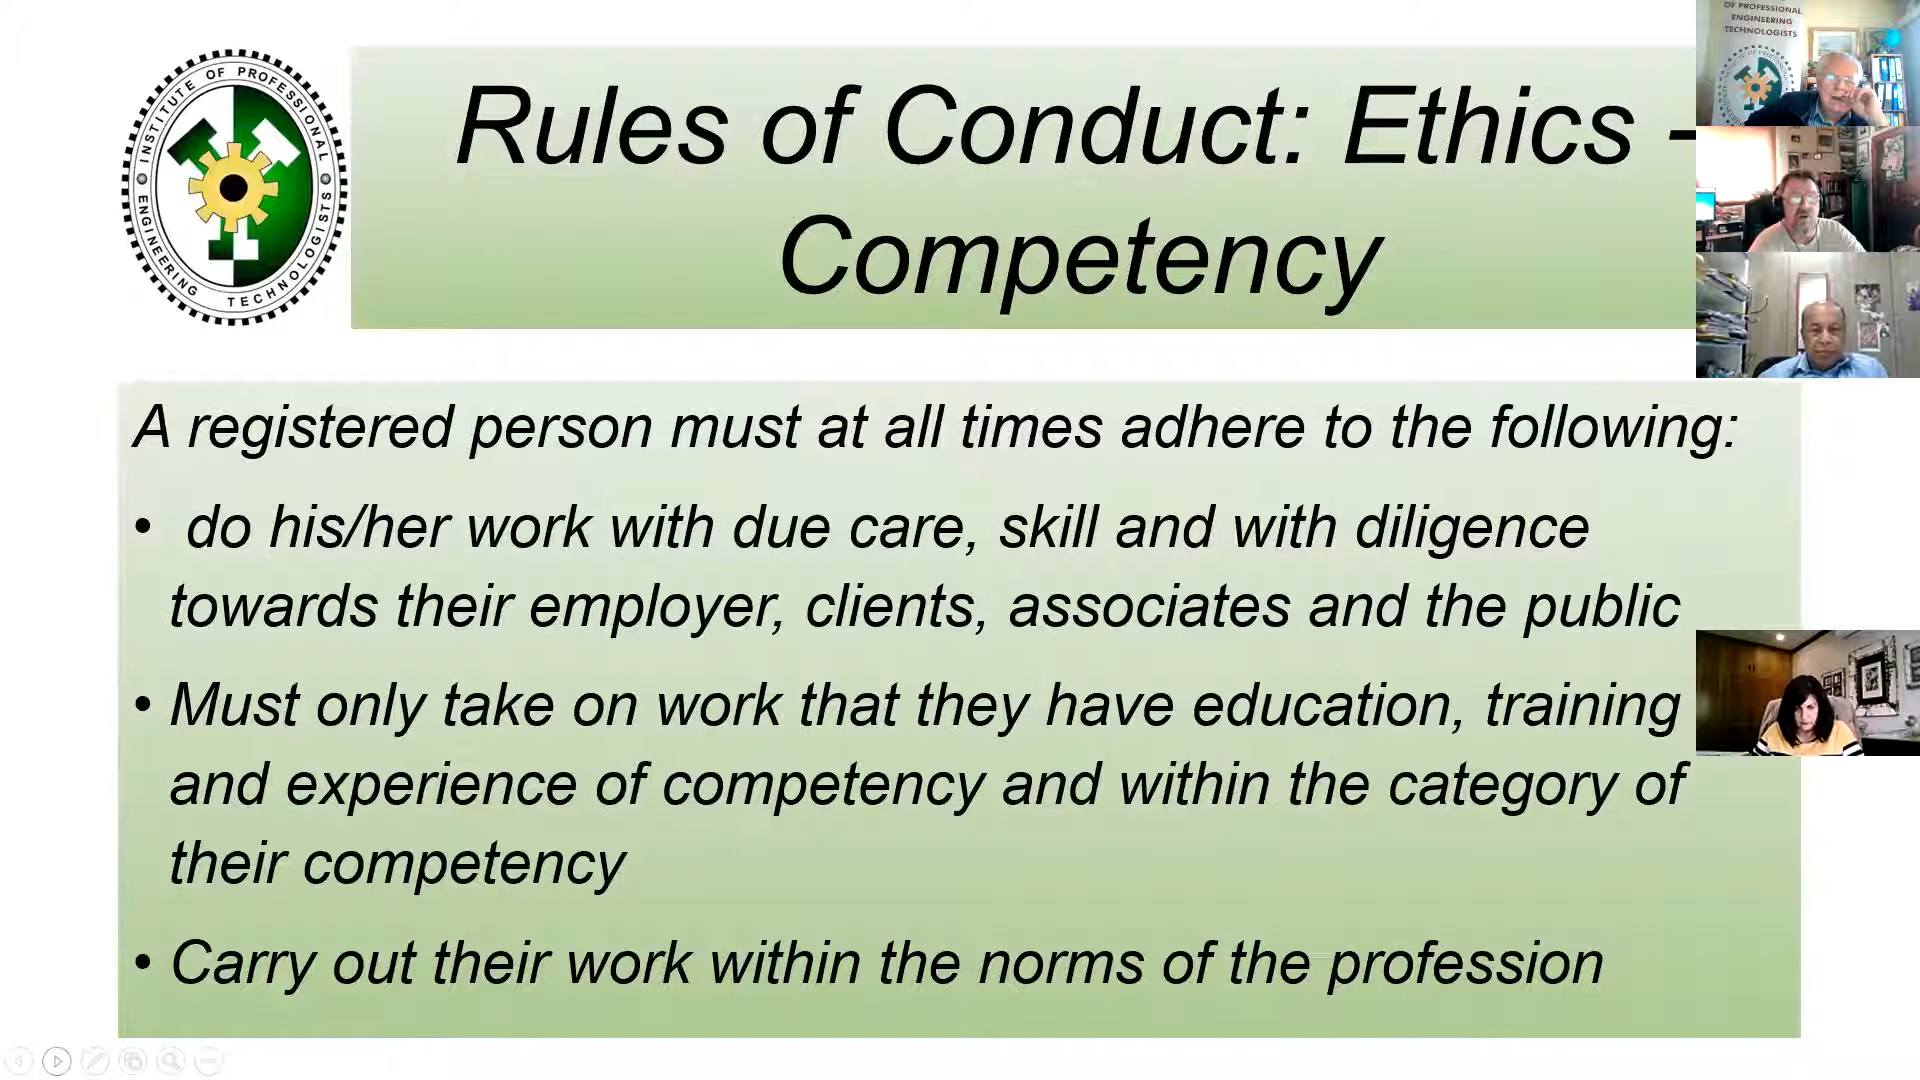 INSTITUTE OF PROFESSIONAL
ENGINEERING TECHNOLOGISTS
Rules of Conduct: Ethics -
Competency
A registered person must at all times adhere to the following:
• do his/her work with due care, skill and with diligence
towards their employer, clients, associates and the public
• Must only take on work that they have education, training
and experience of competency and within the category of
their competency
• Carry out their work within the norms of the profession
OF PROFESSIONAL
ENGINEERING
TECHNOLOGISTS